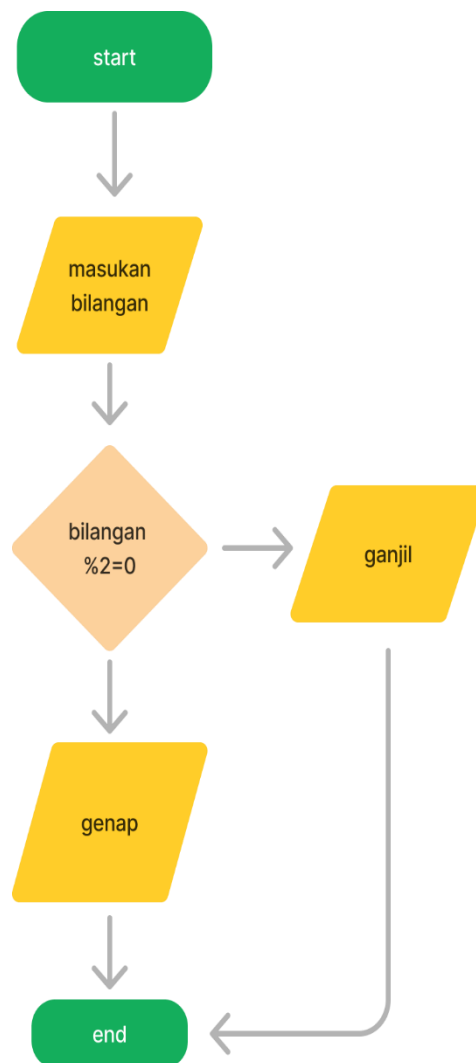 start
masukan
bilangan
bilangan
%2=0
ganjil
genap
end